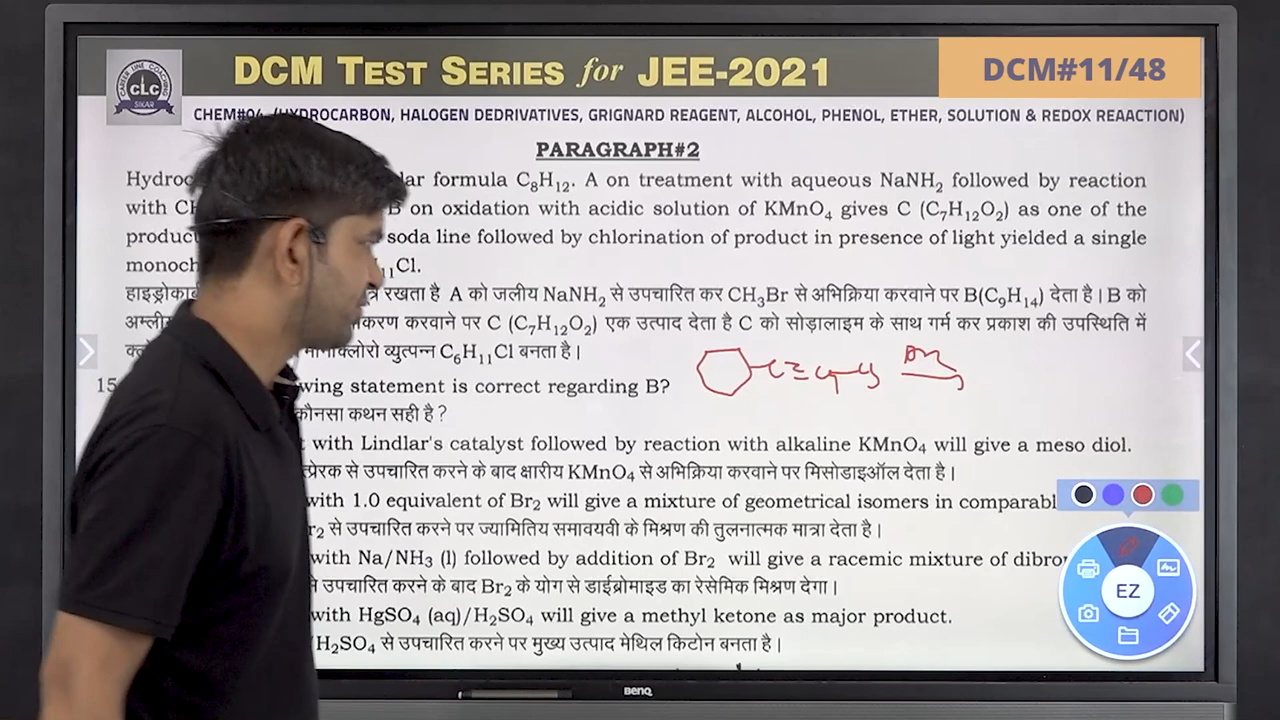 DCM TEST SERIES for JEE-2021
DCM#11/48
CAREER LINE COACHING
CLC
SIKAR
CHEM#04 (HYDROCARBON, HALOGEN DEDRIVATIVES, GRIGNARD REAGENT, ALCOHOL, PHENOL, ETHER, SOLUTION & REDOX REAACTION)
PARAGRAPH#2
Hydroc lar formula C₈H₁₂. A on treatment with aqueous NaNH₂ followed by reaction
with CH B on oxidation with acidic solution of KMnO₄ gives C (C₇H₁₂O₂) as one of the
product soda line followed by chlorination of product in presence of light yielded a single
monoch ₁₁Cl.
हाइड्रोकार्ब त्र रखता है A को जलीय NaNH₂ से उपचारित कर CH₃Br से अभिक्रिया करवाने पर B(C₉H₁₄) देता है। B को
अम्लीय करण करवाने पर C (C₇H₁₂O₂) एक उत्पाद देता है C को सोड़ालाइम के साथ गर्म कर प्रकाश की उपस्थिति में
क्लो मोनोक्लोरो व्युत्पन्न C₆H₁₁Cl बनता है।
15 wing statement is correct regarding B?
कौनसा कथन सही है ?
t with Lindlar's catalyst followed by reaction with alkaline KMnO₄ will give a meso diol.
त्प्रेरक से उपचारित करने के बाद क्षारीय KMnO₄ से अभिक्रिया करवाने पर मिसोडाइऑल देता है।
with 1.0 equivalent of Br₂ will give a mixture of geometrical isomers in comparabl
r₂ से उपचारित करने पर ज्यामितिय समावयवी के मिश्रण की तुलनात्मक मात्रा देता है।
with Na/NH₃ (l) followed by addition of Br₂ will give a racemic mixture of dibro
से उपचारित करने के बाद Br₂ के योग से डाईब्रोमाइड का रेसेमिक मिश्रण देगा।
with HgSO₄ (aq)/H₂SO₄ will give a methyl ketone as major product.
/H₂SO₄ से उपचारित करने पर मुख्य उत्पाद मेथिल किटोन बनता है।
EZ
BenQ